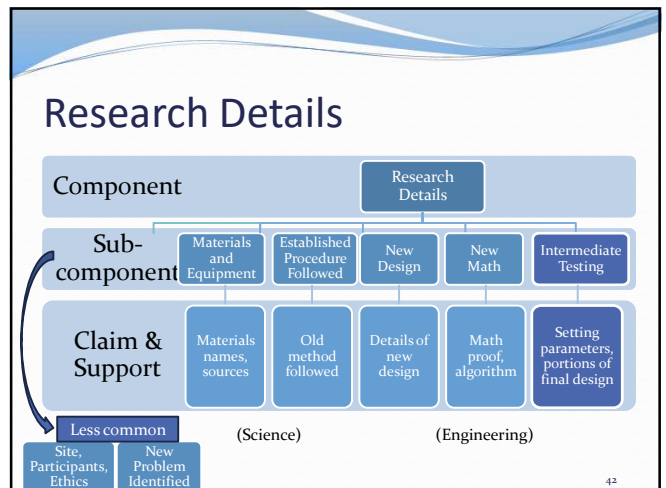 Research Details
Component
Research
Details
Sub-
component
Materials
and
Equipment
Established
Procedure
Followed
New
Design
New
Math
Intermediate
Testing
Claim &
Support
Materials
names,
sources
Old
method
followed
Details of
new
design
Math
proof,
algorithm
Setting
parameters,
portions of
final design
Less common
(Science)
(Engineering)
Site,
Participants,
Ethics
New
Problem
Identified
42